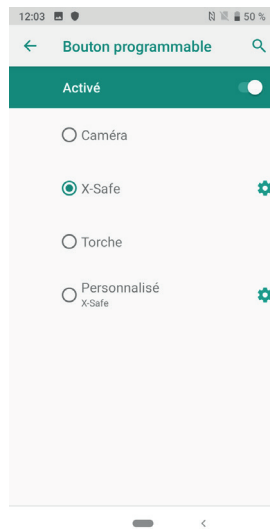 12:03 50 %
Bouton programmable
Activé
Caméra
X-Safe
Torche
Personnalisé
X-Safe